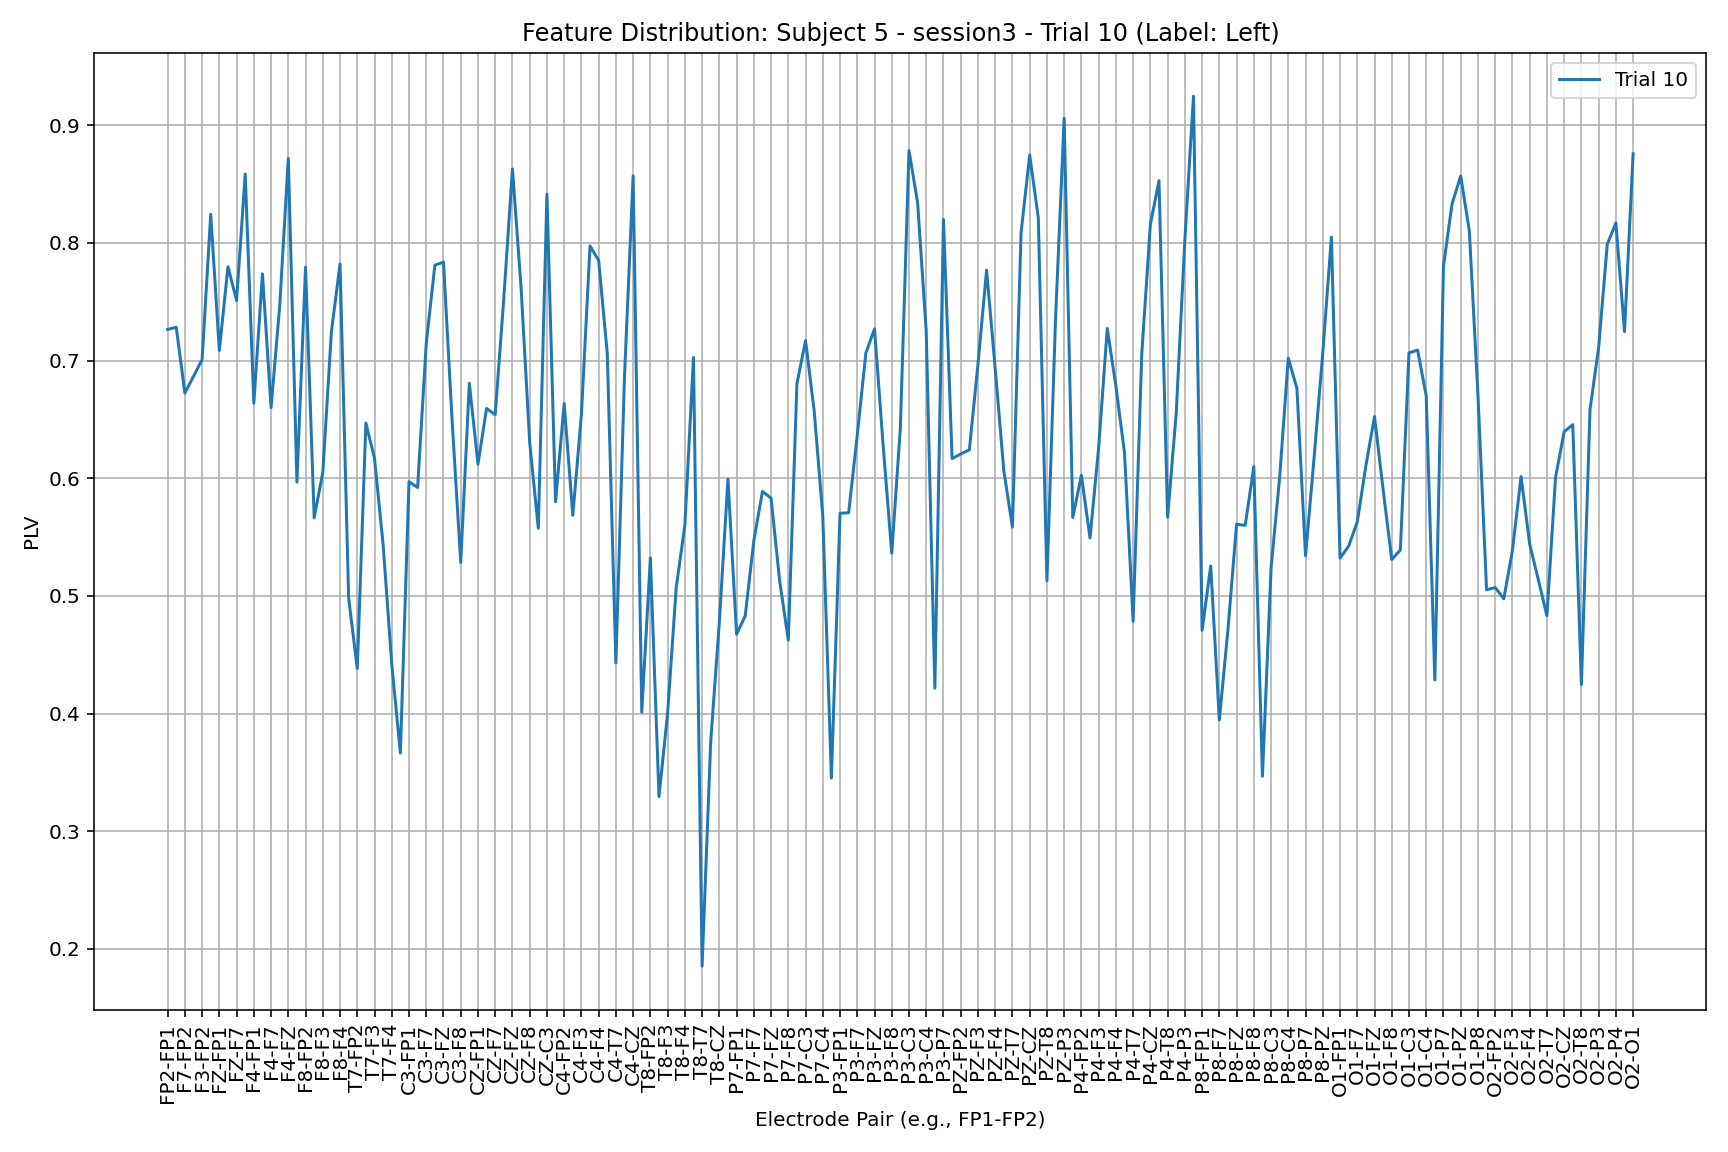 Feature Distribution: Subject 5 - session3 - Trial 10 (Label: Left)
Trial 10
0.9
0.8
0.7
0.6
0.5
0.4
0.3
0.2
PLV
FP2-FP1
F7-FP2
F3-FP2
FZ-FP1
FZ-F7
F4-FP1
F4-F7
F4-FZ
F8-FP2
F8-F3
F8-F4
T7-FP2
T7-F3
T7-F4
C3-FP1
C3-F7
C3-FZ
C3-F8
CZ-FP1
CZ-F7
CZ-FZ
CZ-F8
CZ-C3
C4-FP2
C4-F3
C4-F4
C4-T7
C4-CZ
T8-FP2
T8-F3
T8-F4
T8-T7
T8-CZ
P7-FP1
P7-F7
P7-FZ
P7-F8
P7-C3
P7-C4
P3-FP1
P3-F7
P3-FZ
P3-F8
P3-C3
P3-C4
P3-P7
PZ-FP2
PZ-F3
PZ-F4
PZ-T7
PZ-CZ
PZ-T8
PZ-P3
P4-FP2
P4-F3
P4-F4
P4-T7
P4-CZ
P4-T8
P4-P3
P8-FP1
P8-F7
P8-FZ
P8-F8
P8-C3
P8-C4
P8-P7
P8-PZ
O1-FP1
O1-F7
O1-FZ
O1-F8
O1-C3
O1-C4
O1-P7
O1-PZ
O1-P8
O2-FP2
O2-F3
O2-F4
O2-T7
O2-CZ
O2-T8
O2-P3
O2-P4
O2-O1
Electrode Pair (e.g., FP1-FP2)